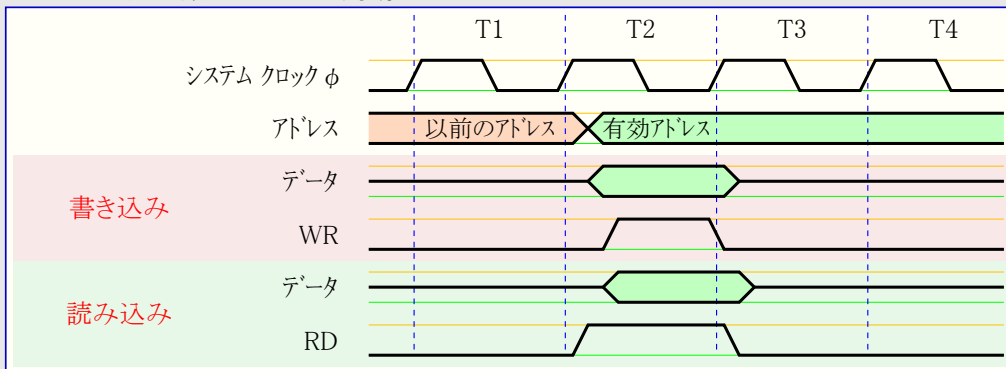 T1 T2 T3 T4
システム クロック φ
アドレス 以前のアドレス 有効アドレス
データ
書き込み
WR
データ
読み込み
RD